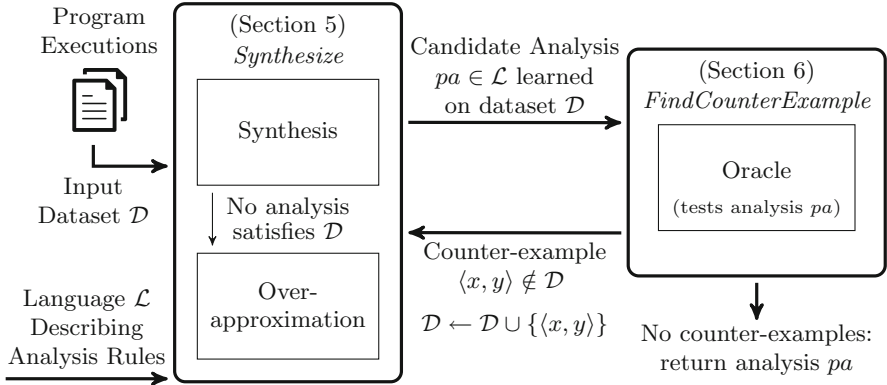 Program
Executions
Input
Dataset 𝒟
Language ℒ
Describing
Analysis Rules
(Section 5)
Synthesize
Synthesis
No analysis
satisfies 𝒟
Over-
approximation
Candidate Analysis
pa ∈ ℒ learned
on dataset 𝒟
Counter-example
⟨x, y⟩ ∉ 𝒟
𝒟 ← 𝒟 ∪ {⟨x, y⟩}
(Section 6)
FindCounterExample
Oracle
(tests analysis pa)
No counter-examples:
return analysis pa